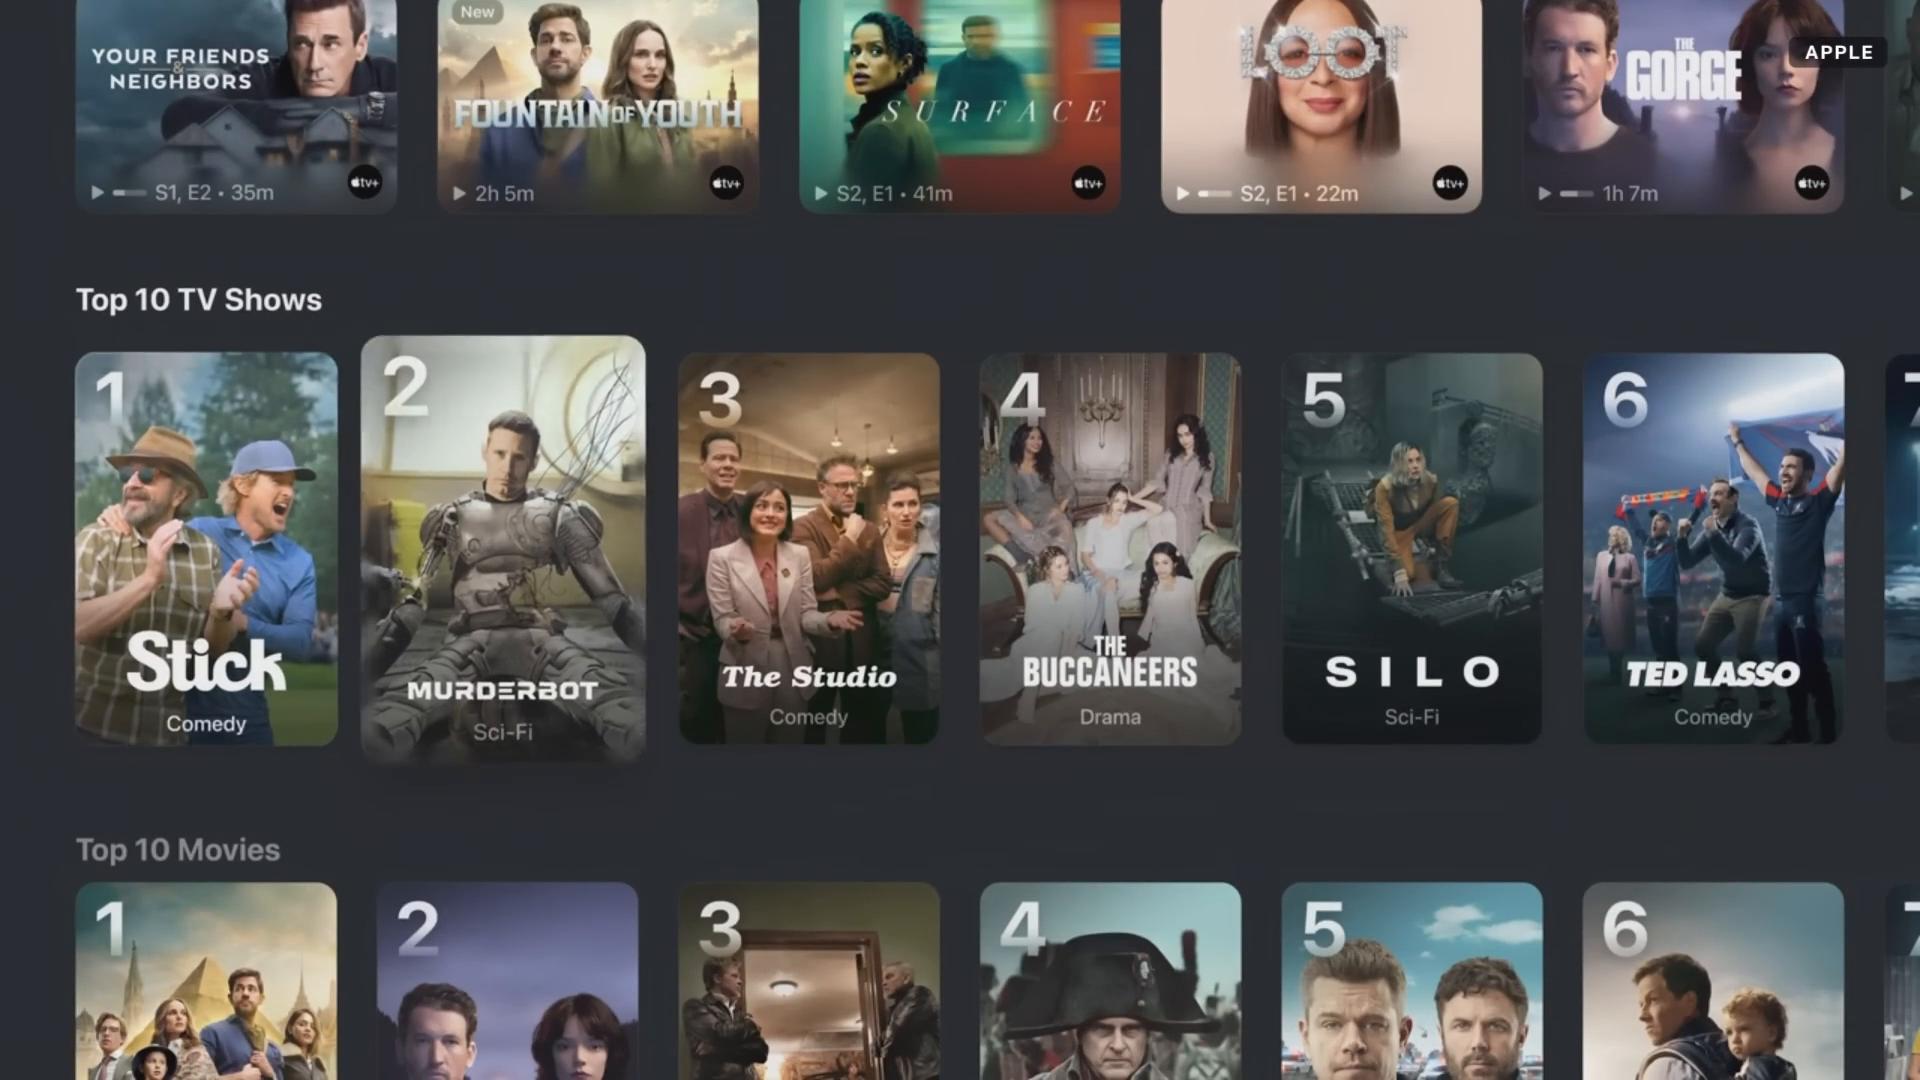 APPLE
YOUR FRIENDS
&
NEIGHBORS
S1, E2 • 35m
tv+
New
FOUNTAIN OF YOUTH
2h 5m
tv+
SURFACE
S2, E1 • 41m
tv+
LOOT
S2, E1 • 22m
tv+
THE
GORGE
1h 7m
tv+
Top 10 TV Shows
1
Stick
Comedy
2
MURDERBOT
Sci-Fi
3
The Studio
Comedy
4
THE
BUCCANEERS
Drama
5
SILO
Sci-Fi
6
TED LASSO
Comedy
7
Top 10 Movies
1
2
3
4
5
6
7